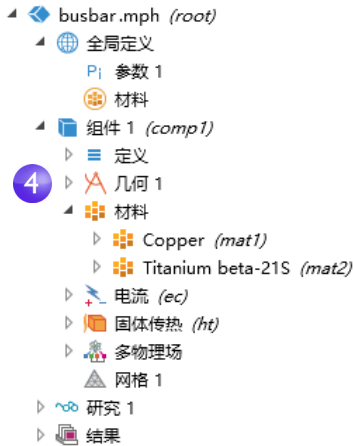 busbar.mph (root)
全局定义
Pi 参数 1
材料
组件 1 (comp1)
定义
4 几何 1
材料
Copper (mat1)
Titanium beta-21S (mat2)
电流 (ec)
固体传热 (ht)
多物理场
网格 1
研究 1
结果